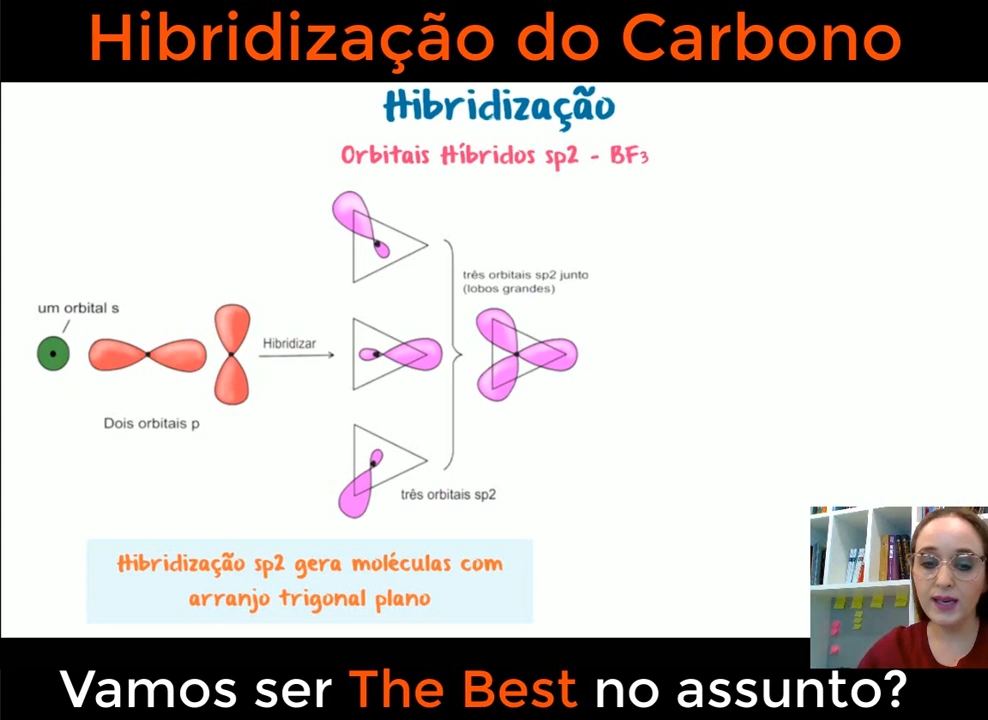 Hibridização do Carbono
Hibridização
Orbitais Híbridos sp2 - BF₃
três orbitais sp2 junto
(lobos grandes)
um orbital s
Hibridizar
Dois orbitais p
três orbitais sp2
Hibridização sp2 gera moléculas com
arranjo trigonal plano
Vamos ser The Best no assunto?